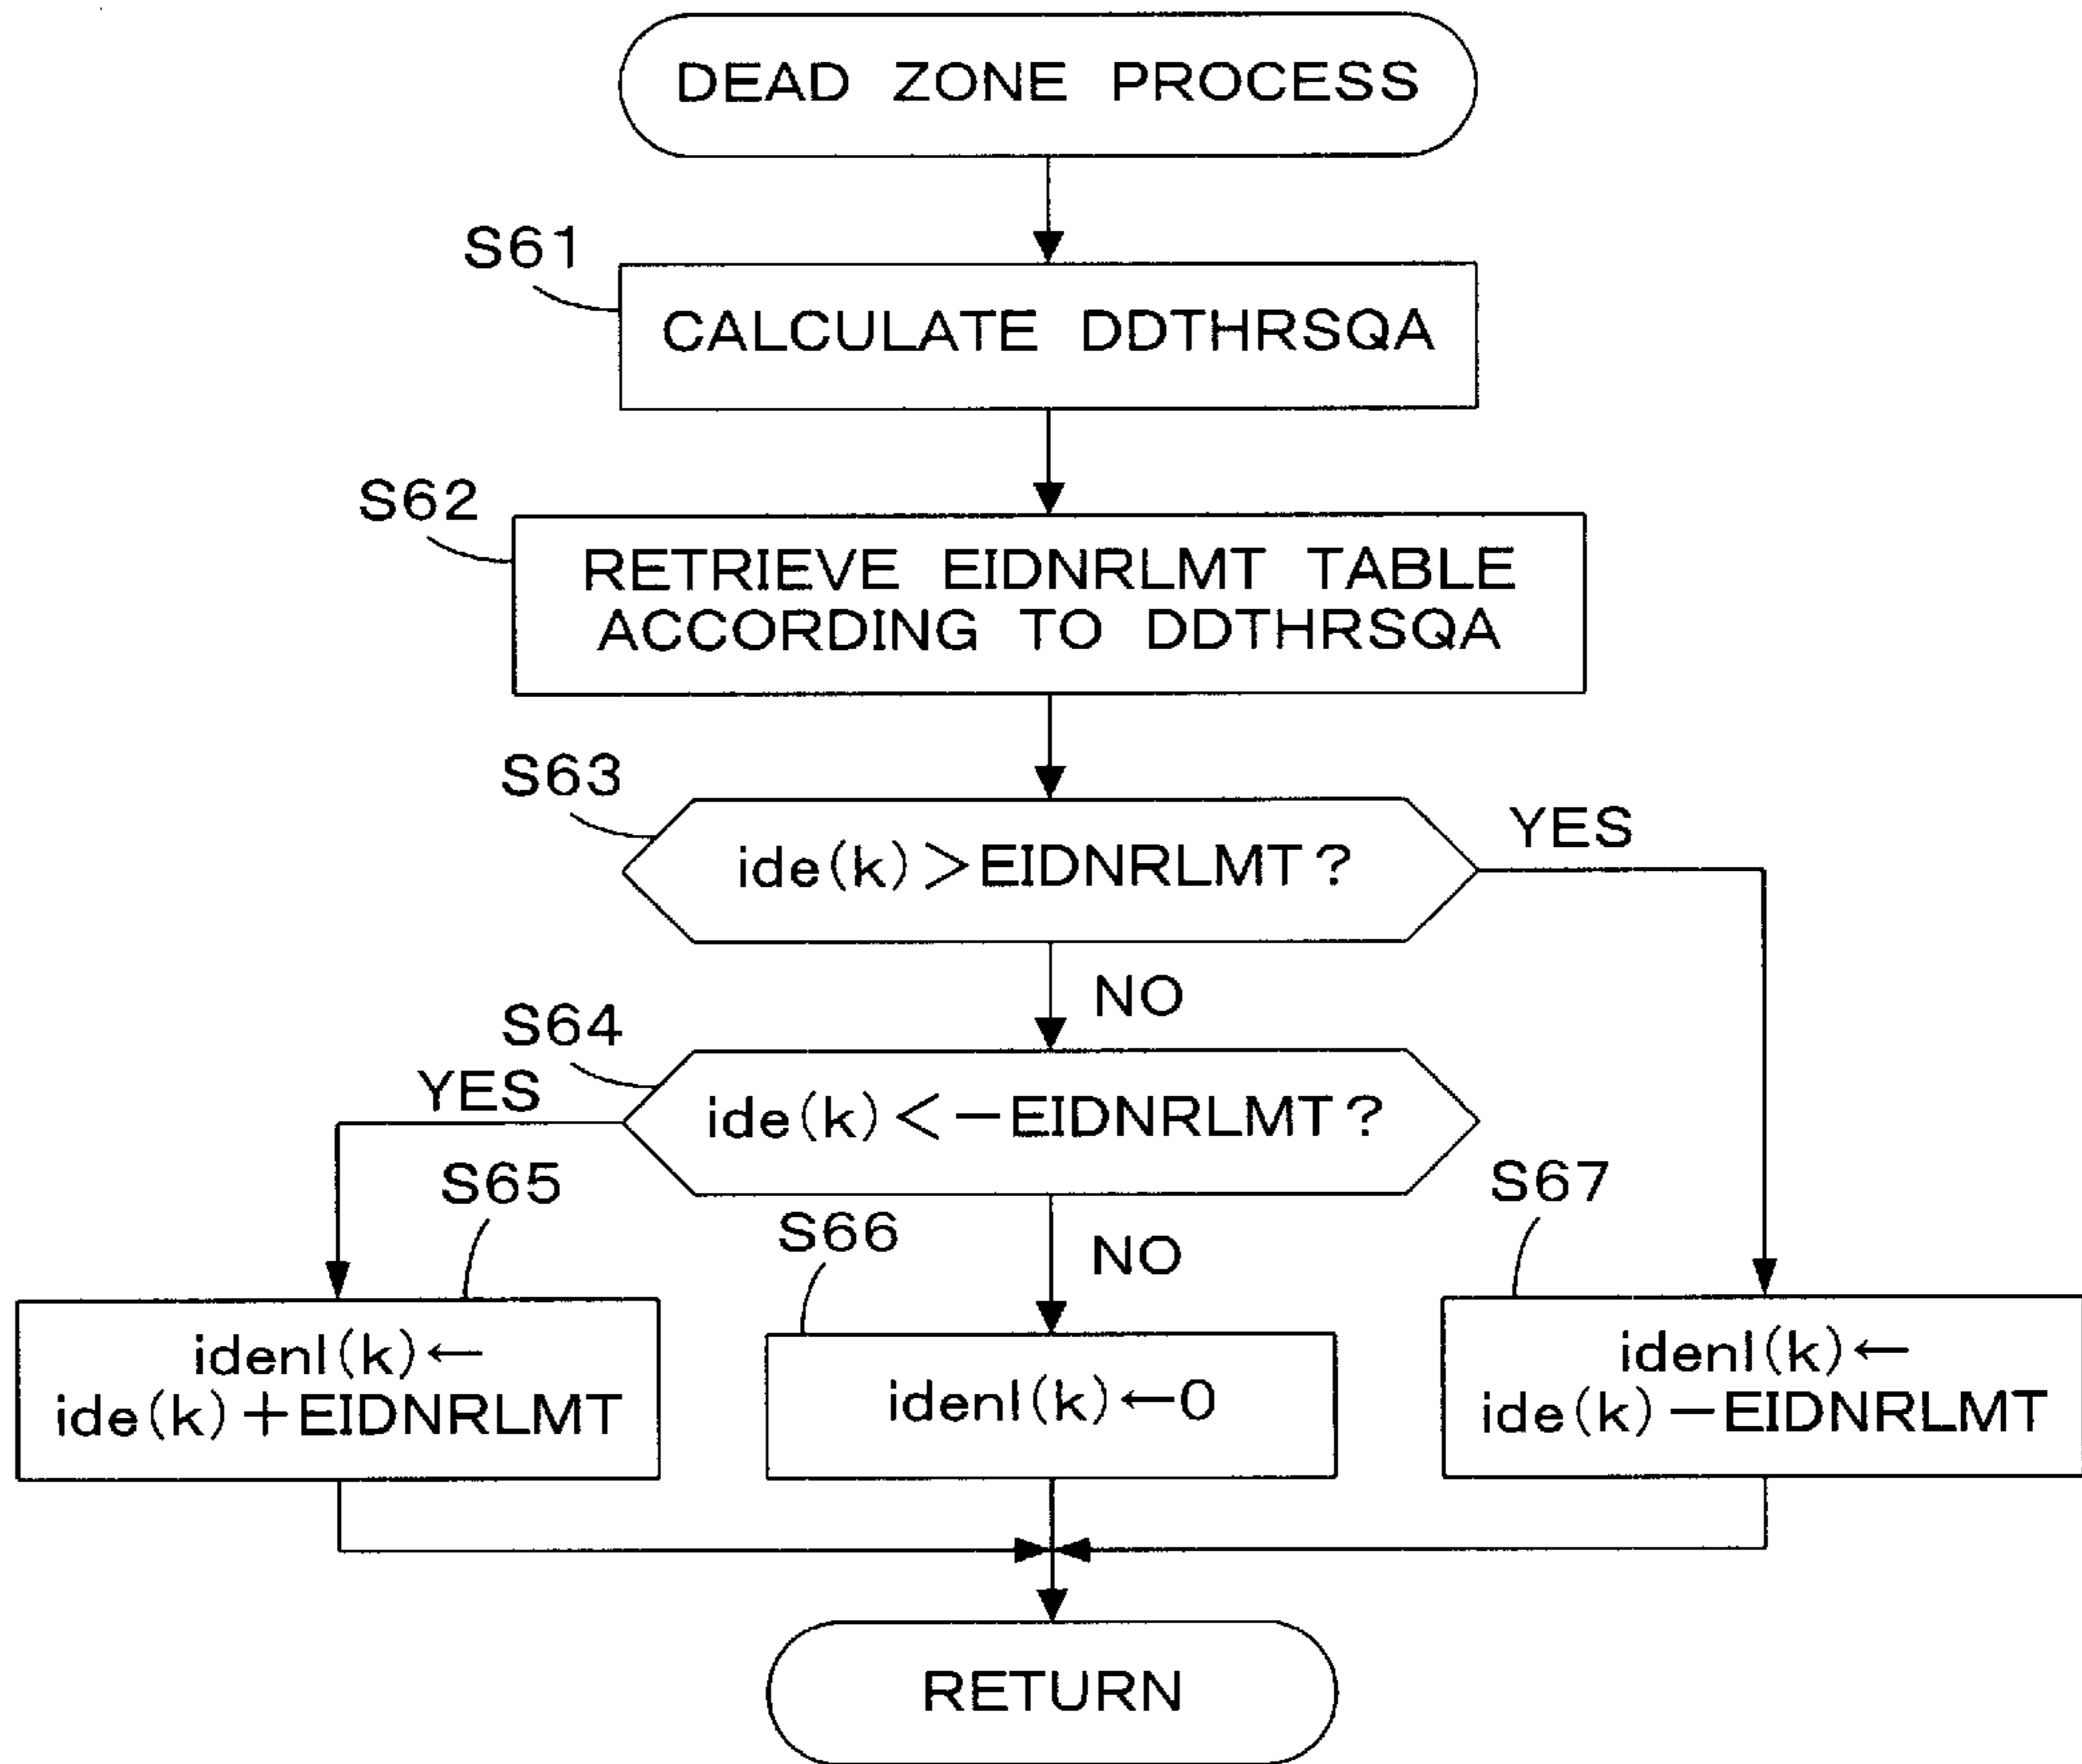 DEAD ZONE PROCESS
S61
CALCULATE DDTHRSQA
S62
RETRIEVE EIDNRLMT TABLE
ACCORDING TO DDTHRSQA
S63
ide(k)>EIDNRLMT?
YES
NO
S64
YES
ide(k)<-EIDNRLMT?
S65
S66
NO
S67
idenl(k)←
ide(k)+EIDNRLMT
idenl(k)←0
idenl(k)←
ide(k)-EIDNRLMT
RETURN